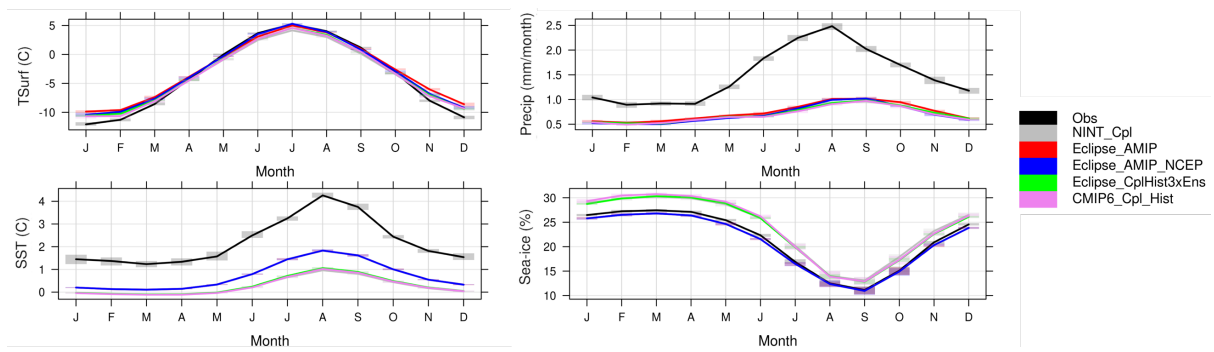 TSurf (C)
5
0
-5
-10
J F M A M J J A S O N D
Month
Precip (mm/month)
2.5
2.0
1.5
1.0
0.5
J F M A M J J A S O N D
Month
SST (C)
4
3
2
1
0
J F M A M J J A S O N D
Month
Sea-ice (%)
30
25
20
15
10
J F M A M J J A S O N D
Month
Obs
NINT_Cpl
Eclipse_AMIP
Eclipse_AMIP_NCEP
Eclipse_CplHist3xEns
CMIP6_Cpl_Hist